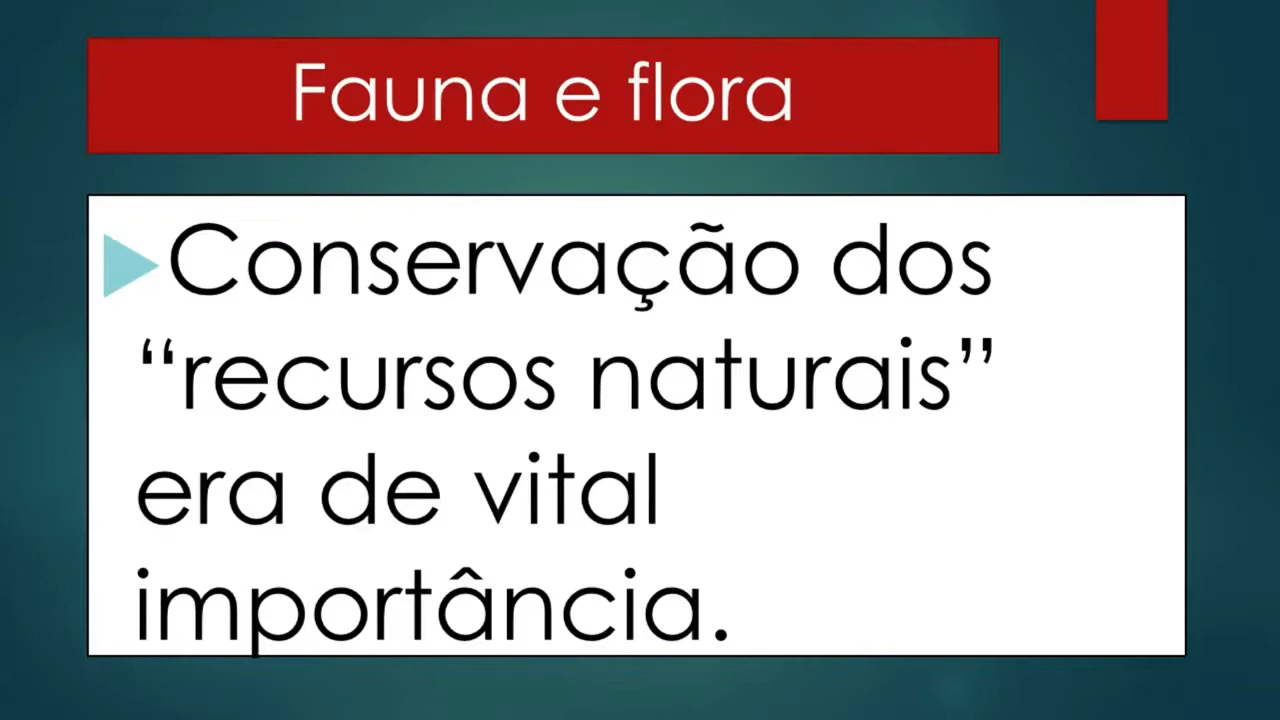 Fauna e flora
Conservação dos
“recursos naturais”
era de vital
importância.